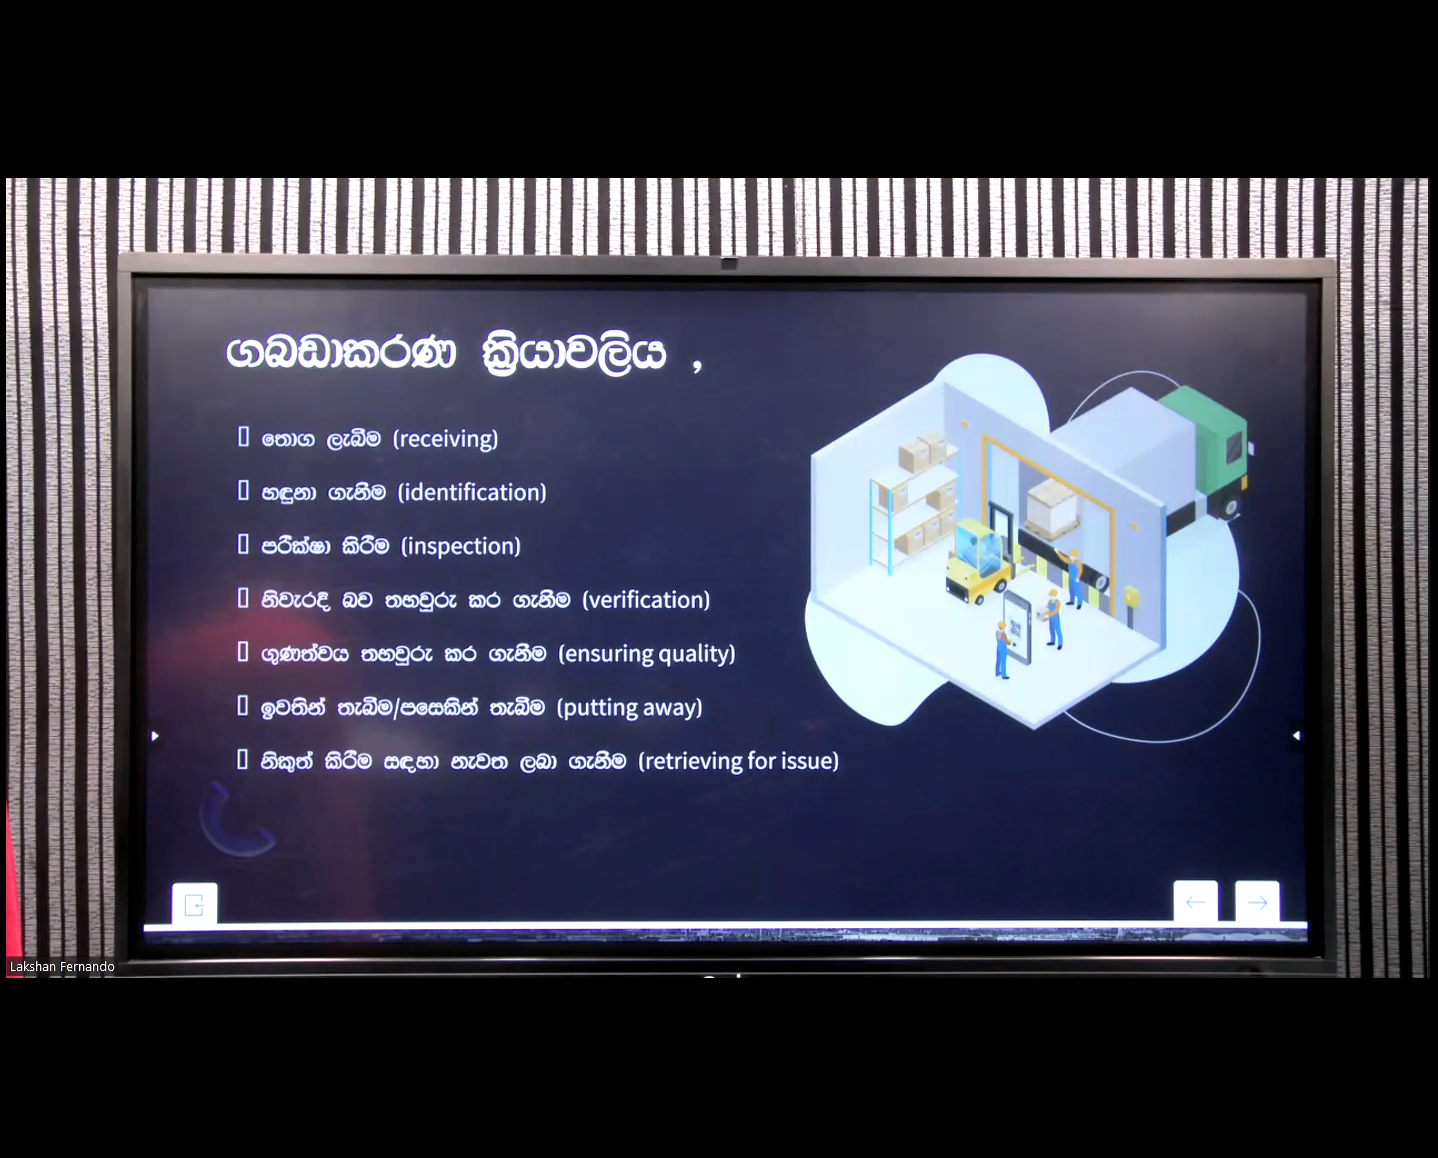 ගබඩාකරණ ක්‍රියාවලිය ,
තොග ලැබීම (receiving)
හඳුනා ගැනීම (identification)
පරීක්ෂා කිරීම (inspection)
නිවැරදි බව තහවුරු කර ගැනීම (verification)
ගුණත්වය තහවුරු කර ගැනීම (ensuring quality)
ඉවතින් තැබීම/පසෙකින් තැබීම (putting away)
නිකුත් කිරීම සඳහා නැවත ලබා ගැනීම (retrieving for issue)
Lakshan Fernando